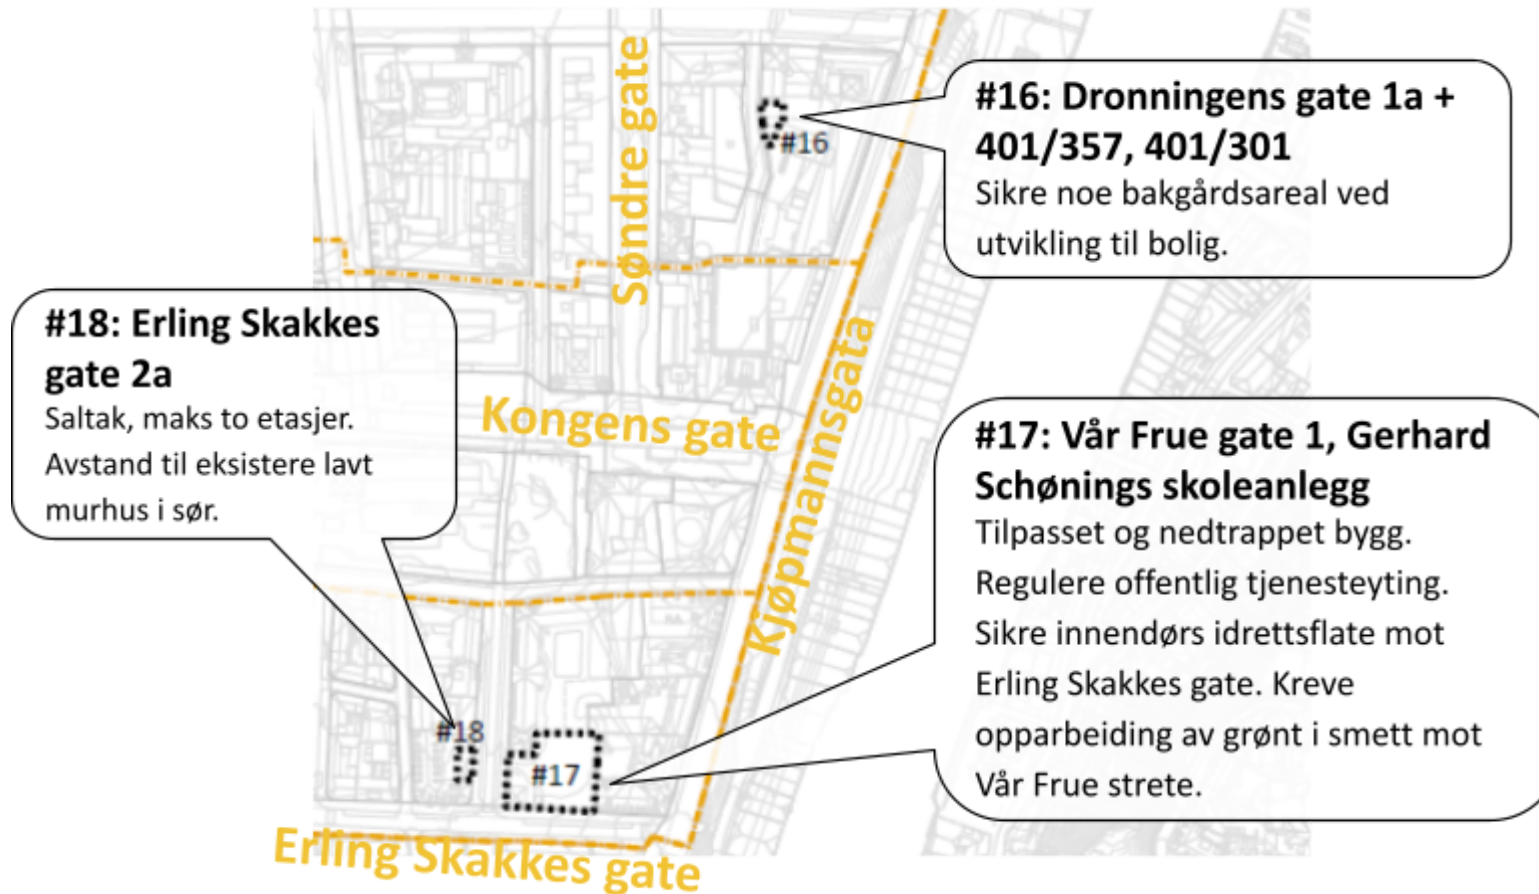 Søndre gate
#16
#16: Dronningens gate 1a +
401/357, 401/301
Sikre noe bakgårdsareal ved
utvikling til bolig.
#18: Erling Skakkes
gate 2a
Saltak, maks to etasjer.
Avstand til eksistere lavt
murhus i sør.
Kongens gate
Kjøpmannsgata
#17: Vår Frue gate 1, Gerhard
Schønings skoleanlegg
Tilpasset og nedtrappet bygg.
Regulere offentlig tjenesteyting.
Sikre innendørs idrettsflate mot
Erling Skakkes gate. Kreve
opparbeiding av grønt i smett mot
Vår Frue strete.
#18
#17
Erling Skakkes gate